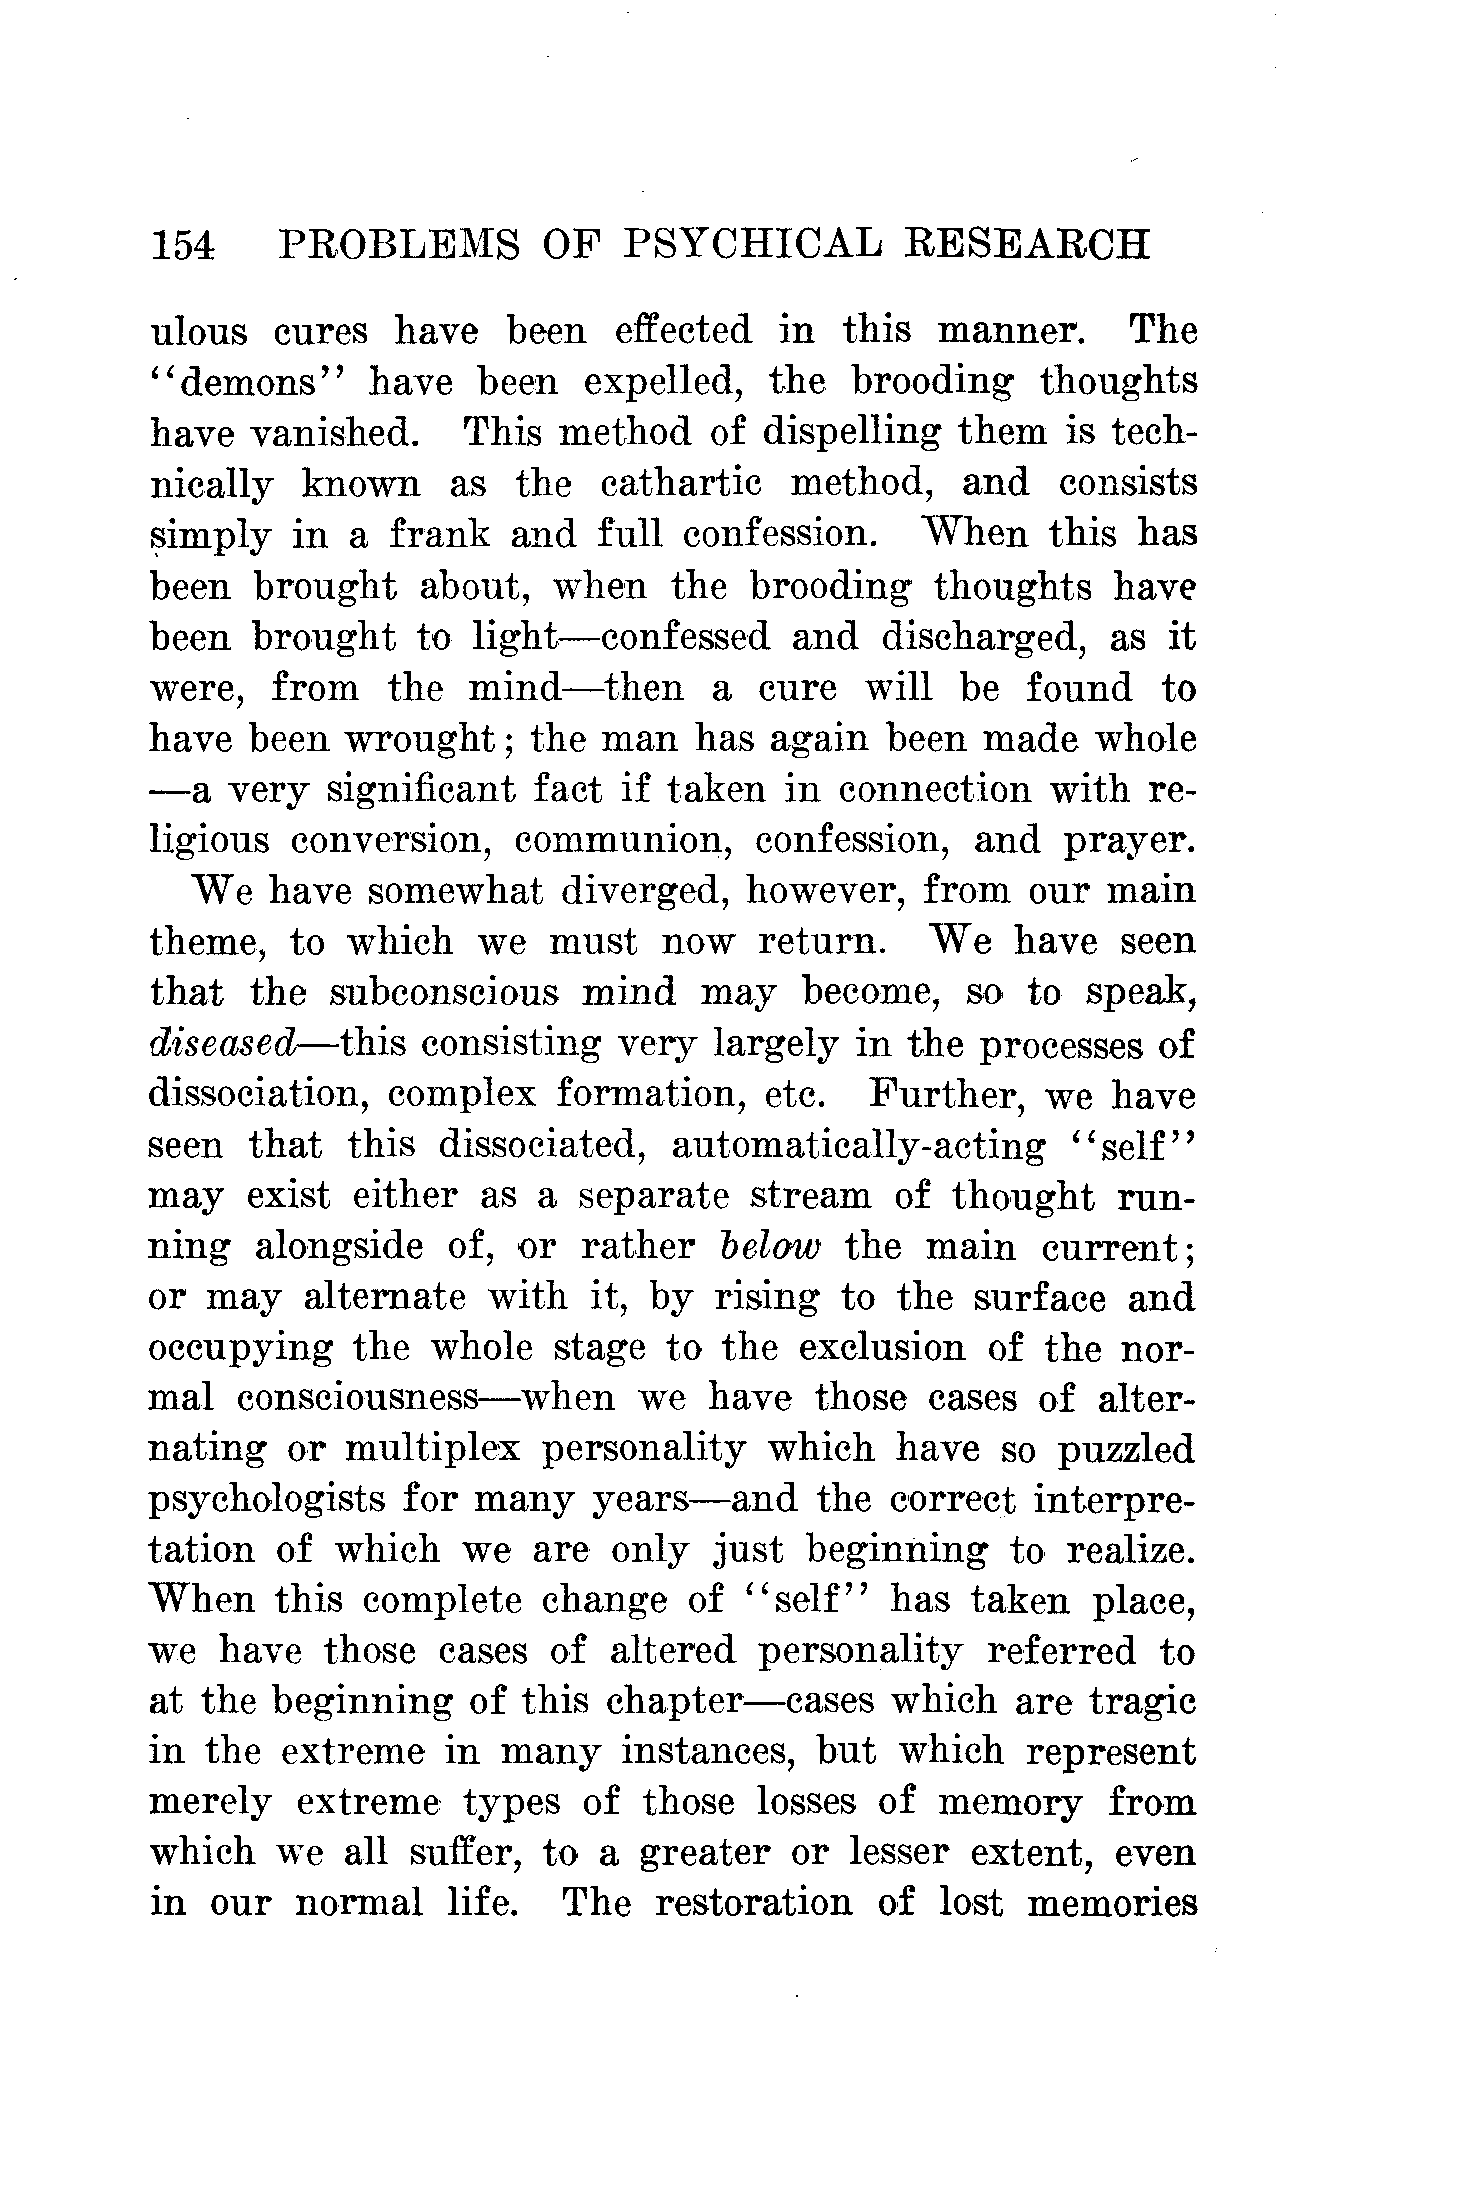 154 PROBLEMS OF PSYCHICAL RESEARCH
ulous cures have been effected in this manner. The
‘‘demons’’ have been expelled, the brooding thoughts
have vanished. This method of dispelling them is tech-
nically known as the cathartic method, and consists
simply in a frank and full confession. When this has
been brought about, when the brooding thoughts have
been brought to light—confessed and discharged, as it
were, from the mind—then a cure will be found to
have been wrought; the man has again been made whole
—a very significant fact if taken in connection with re-
ligious conversion, communion, confession, and prayer.
We have somewhat diverged, however, from our main
theme, to which we must now return. We have seen
that the subconscious mind may become, so to speak,
diseased—this consisting very largely in the processes of
dissociation, complex formation, etc. Further, we have
seen that this dissociated, automatically-acting ‘‘self’’
may exist either as a separate stream of thought run-
ning alongside of, or rather below the main current;
or may alternate with it, by rising to the surface and
occupying the whole stage to the exclusion of the nor-
mal consciousness—when we have those cases of alter-
nating or multiplex personality which have so puzzled
psychologists for many years—and the correct interpre-
tation of which we are only just beginning to realize.
When this complete change of ‘‘self’’ has taken place,
we have those cases of altered personality referred to
at the beginning of this chapter—cases which are tragic
in the extreme in many instances, but which represent
merely extreme types of those losses of memory from
which we all suffer, to a greater or lesser extent, even
in our normal life. The restoration of lost memories